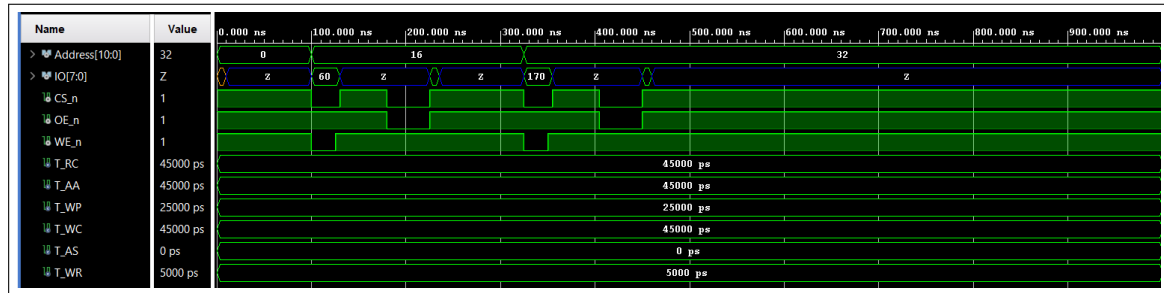 Name Value 0.000 ns 100.000 ns 200.000 ns 300.000 ns 400.000 ns 500.000 ns 600.000 ns 700.000 ns 800.000 ns 900.000 ns
Address[10:0] 32 0 16 32
IO[7:0] Z Z 60 Z Z 170 Z Z
CS_n 1
OE_n 1
WE_n 1
T_RC 45000 ps 45000 ps
T_AA 45000 ps 45000 ps
T_WP 25000 ps 25000 ps
T_WC 45000 ps 45000 ps
T_AS 0 ps 0 ps
T_WR 5000 ps 5000 ps